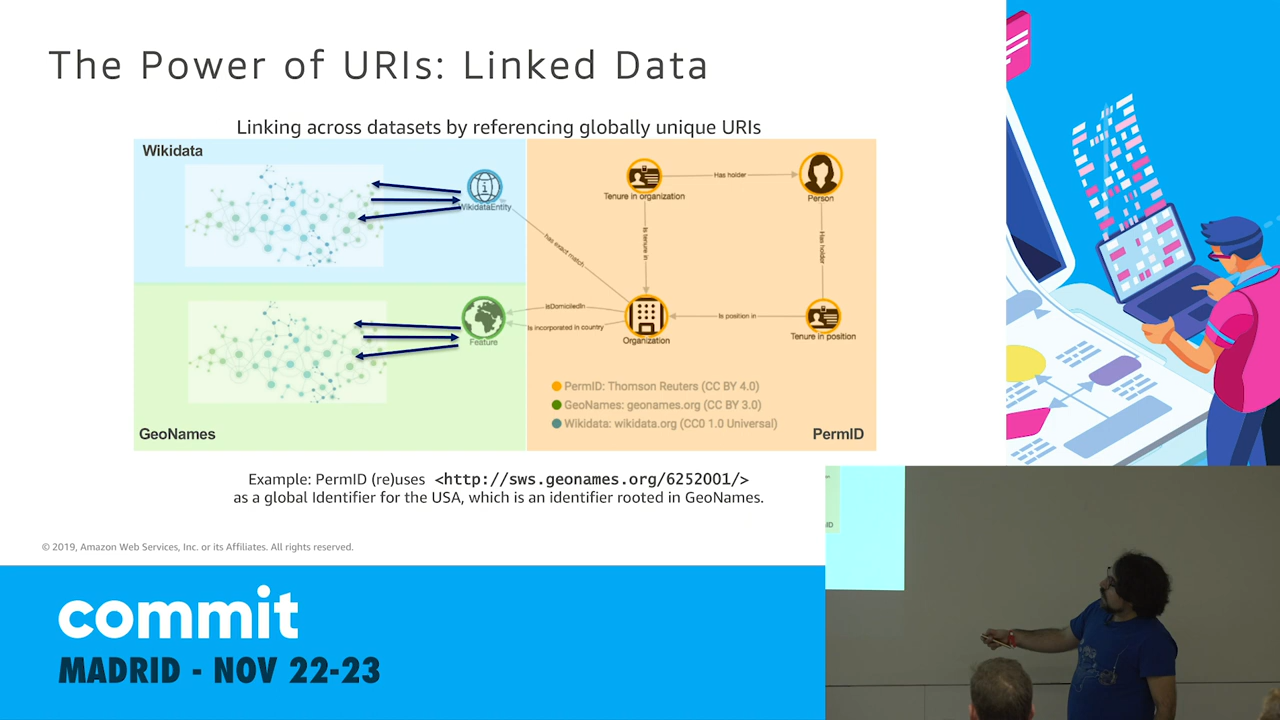 The Power of URIs: Linked Data
Linking across datasets by referencing globally unique URIs
Wikidata
WikidataEntity
has exact match
Tenure in organization
Has holder
Person
Is tenure in
Has holder
IsDomiciledIn
Is incorporated in country
Feature
Organization
Is position in
Tenure in position
PermID: Thomson Reuters (CC BY 4.0)
GeoNames: geonames.org (CC BY 3.0)
Wikidata: wikidata.org (CC0 1.0 Universal)
GeoNames
PermID
Example: PermID (re)uses <http://sws.geonames.org/6252001/>
as a global Identifier for the USA, which is an identifier rooted in GeoNames.
© 2019, Amazon Web Services, Inc. or its Affiliates. All rights reserved.
commit
MADRID - NOV 22-23